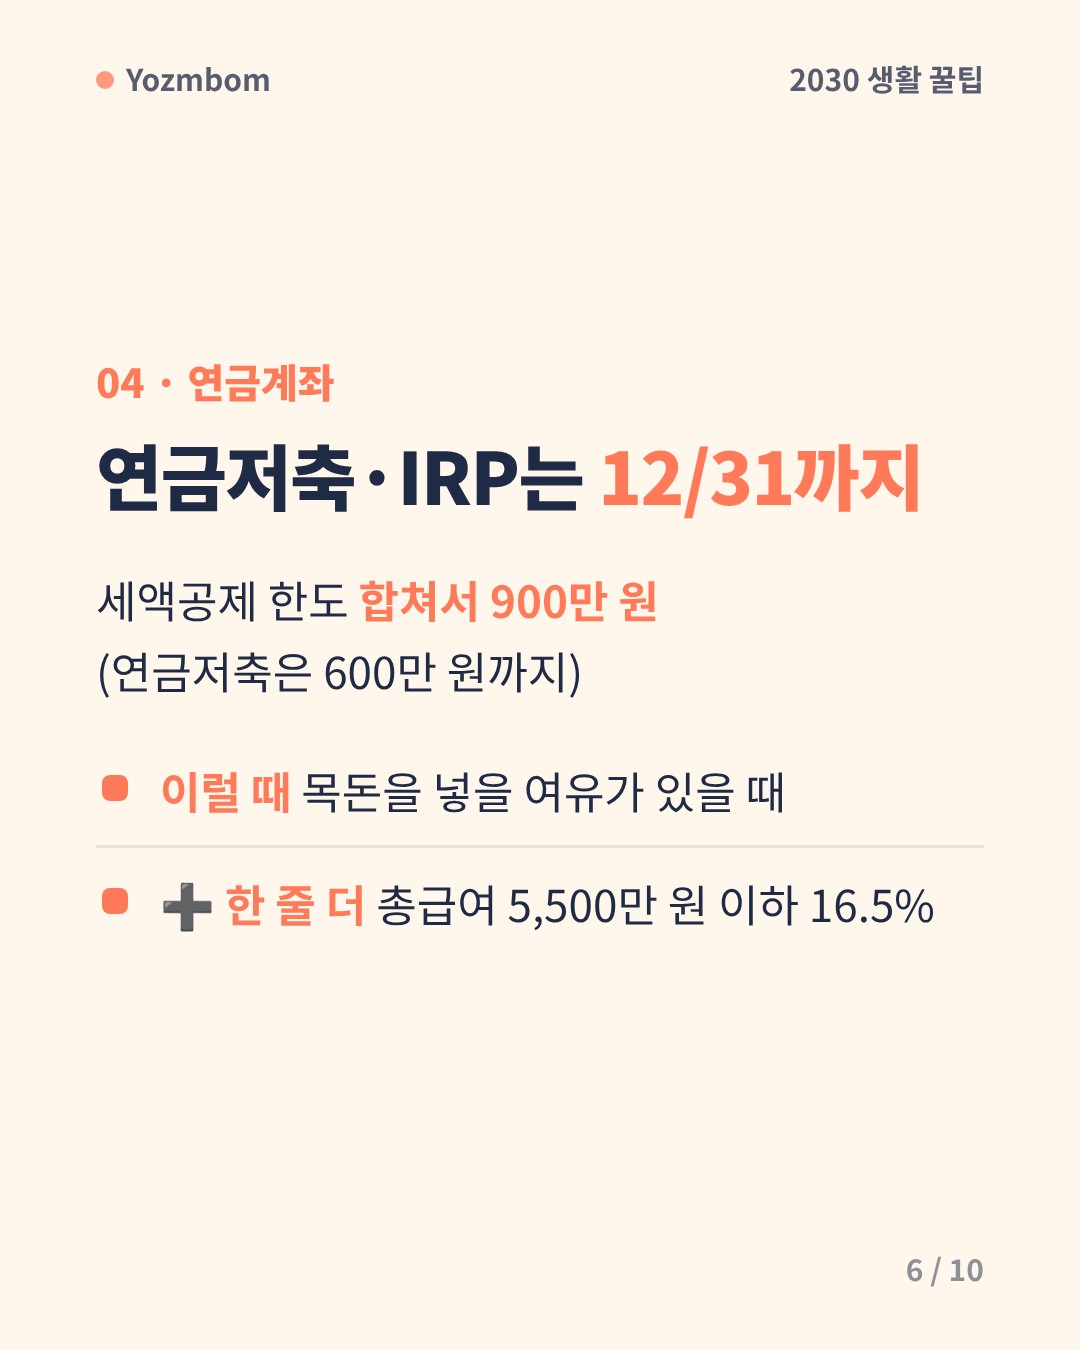 Yozmbom
2030 생활 꿀팁
04 · 연금계좌
연금저축·IRP는 12/31까지
세액공제 한도 합쳐서 900만 원
(연금저축은 600만 원까지)
이럴 때 목돈을 넣을 여유가 있을 때
➕ 한 줄 더 총급여 5,500만 원 이하 16.5%
6 / 10